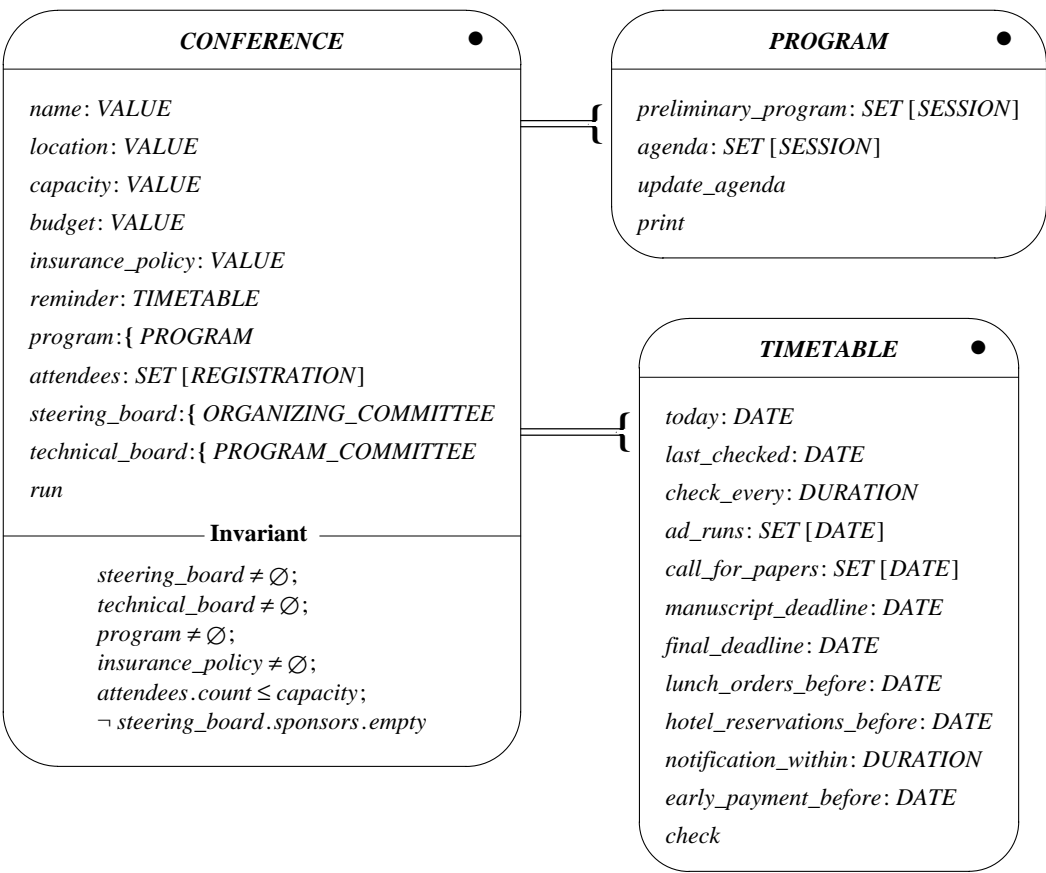 CONFERENCE ●
name: VALUE
location: VALUE
capacity: VALUE
budget: VALUE
insurance_policy: VALUE
reminder: TIMETABLE
program:{ PROGRAM
attendees: SET [REGISTRATION]
steering_board:{ ORGANIZING_COMMITTEE
technical_board:{ PROGRAM_COMMITTEE
run
Invariant
steering_board ≠ ∅;
technical_board ≠ ∅;
program ≠ ∅;
insurance_policy ≠ ∅;
attendees.count ≤ capacity;
¬ steering_board.sponsors.empty
{
{
PROGRAM ●
preliminary_program: SET [SESSION]
agenda: SET [SESSION]
update_agenda
print
{
{
TIMETABLE ●
today: DATE
last_checked: DATE
check_every: DURATION
ad_runs: SET [DATE]
call_for_papers: SET [DATE]
manuscript_deadline: DATE
final_deadline: DATE
lunch_orders_before: DATE
hotel_reservations_before: DATE
notification_within: DURATION
early_payment_before: DATE
check